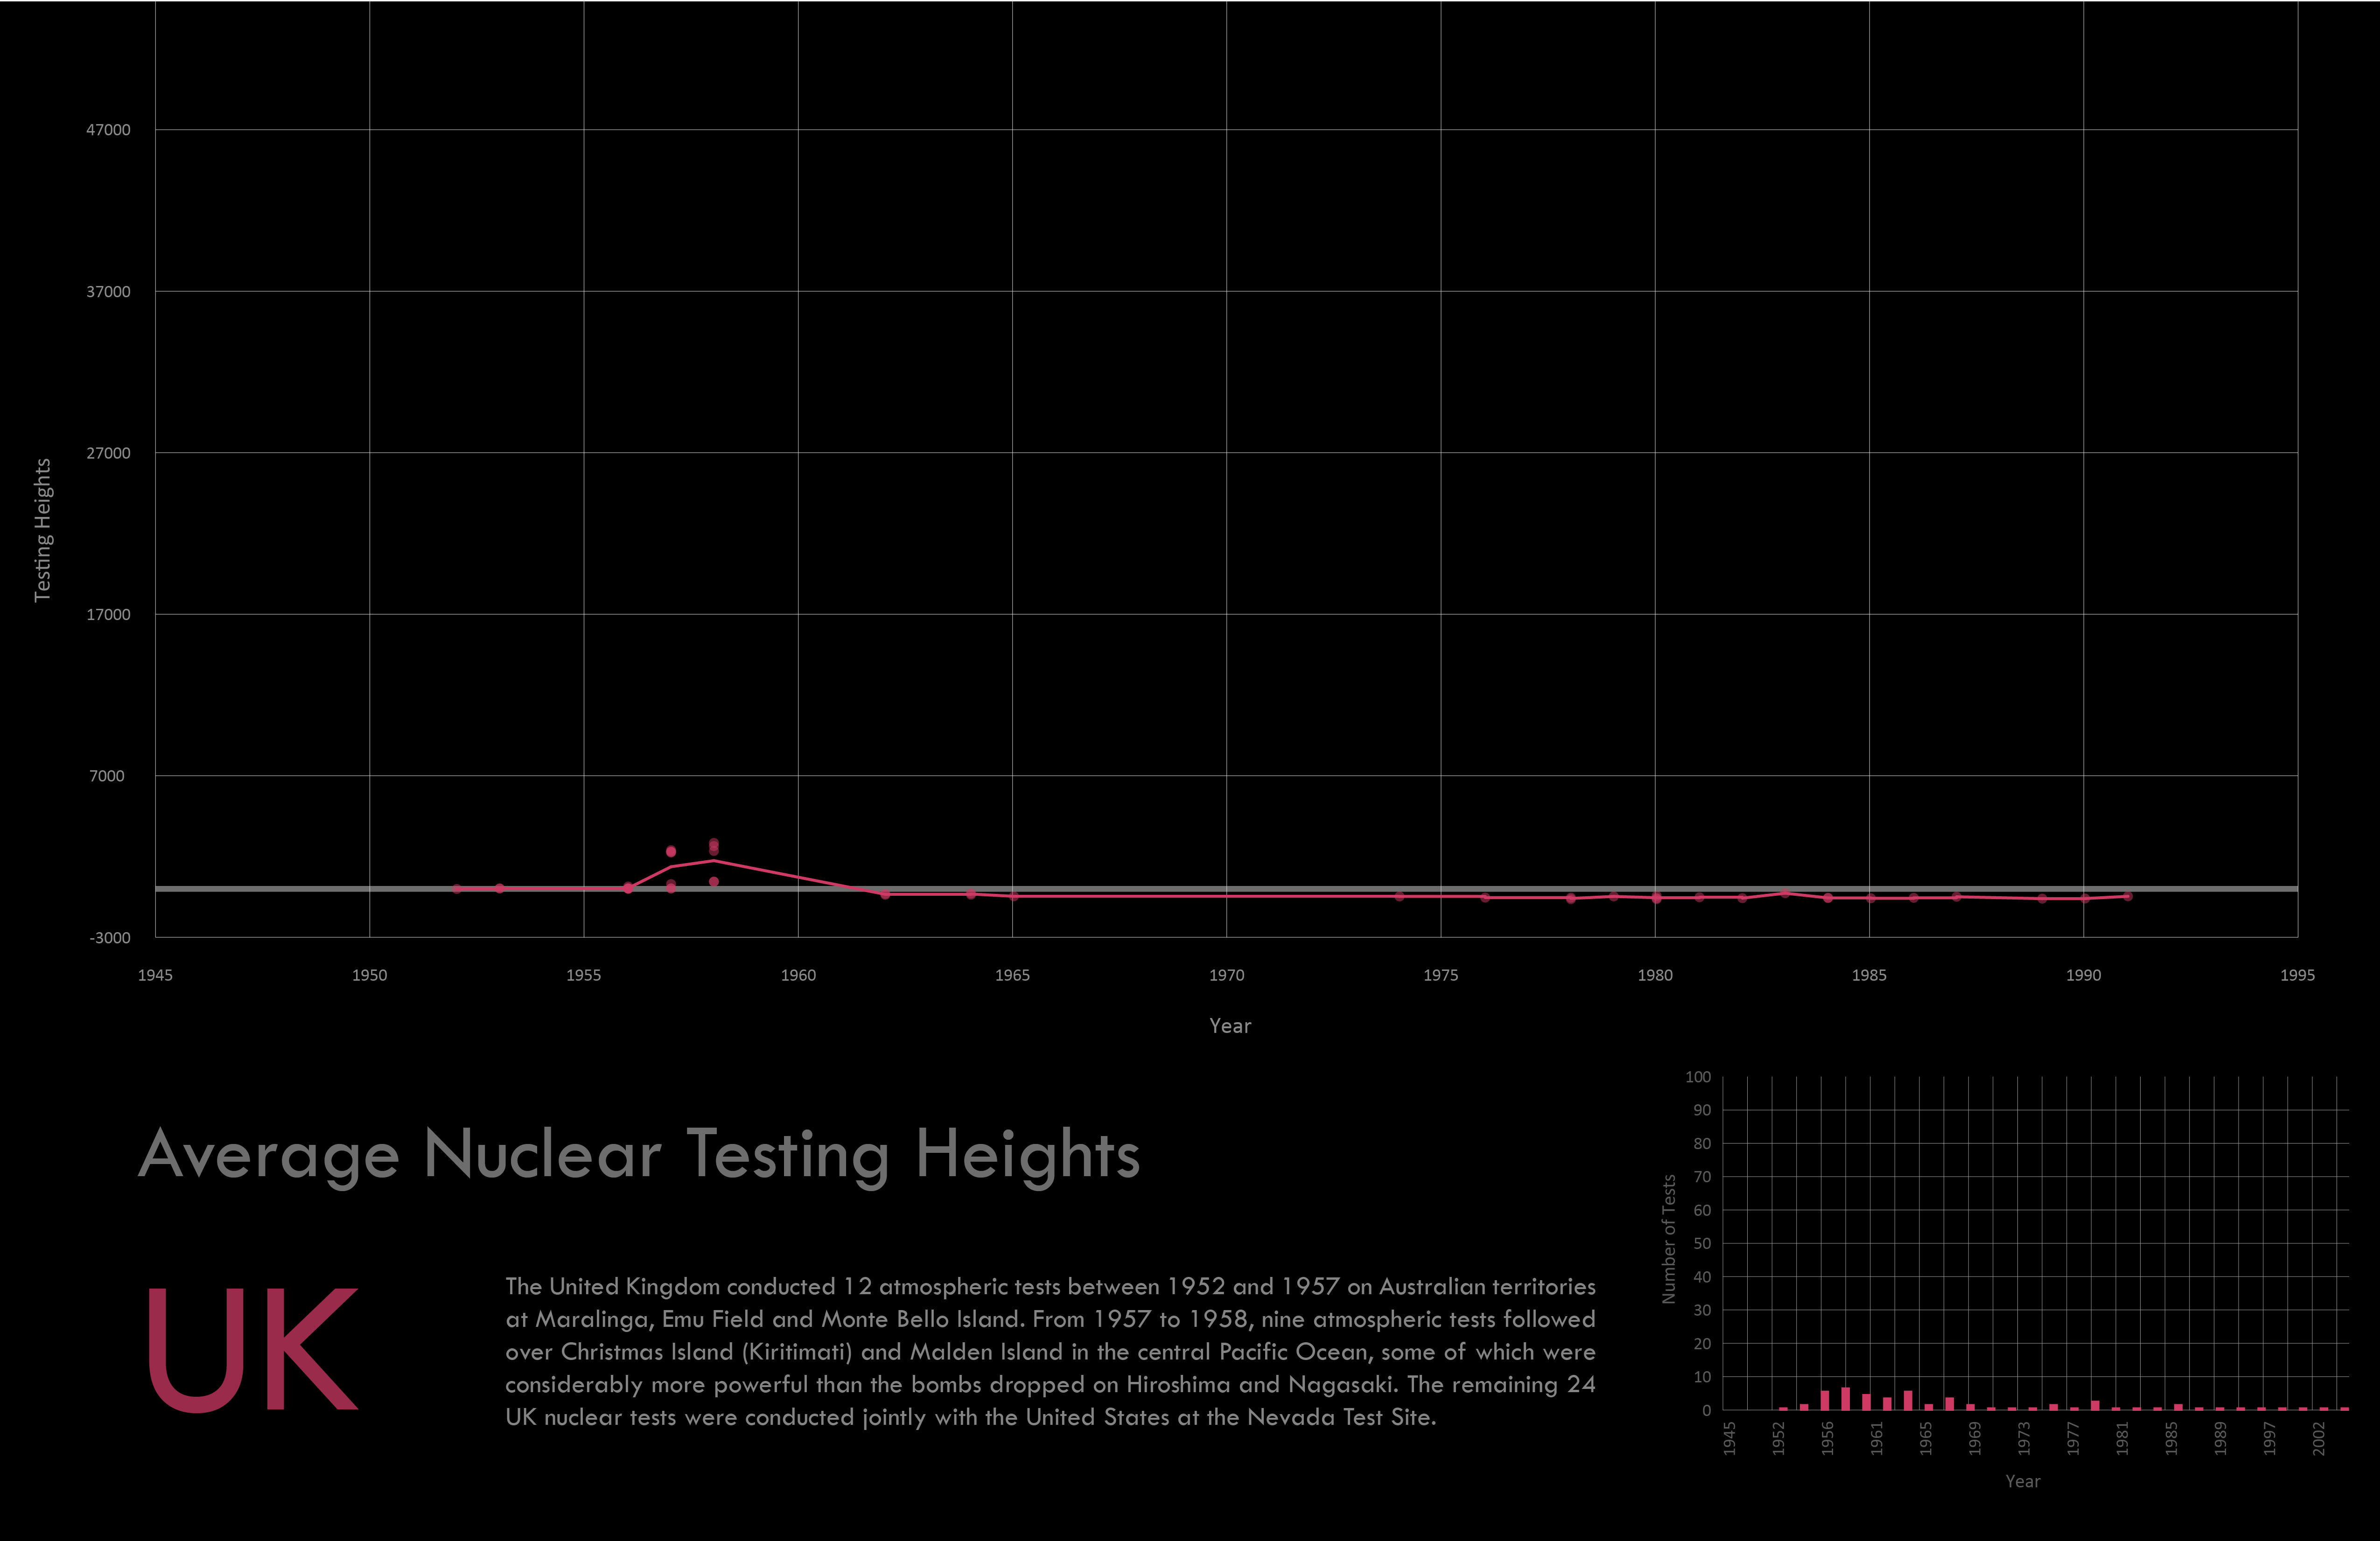 47000
37000
27000
17000
7000
-3000
Testing Heights
1945 1950 1955 1960 1965 1970 1975 1980 1985 1990 1995
Year
Average Nuclear Testing Heights
UK
The United Kingdom conducted 12 atmospheric tests between 1952 and 1957 on Australian territories
at Maralinga, Emu Field and Monte Bello Island. From 1957 to 1958, nine atmospheric tests followed
over Christmas Island (Kiritimati) and Malden Island in the central Pacific Ocean, some of which were
considerably more powerful than the bombs dropped on Hiroshima and Nagasaki. The remaining 24
UK nuclear tests were conducted jointly with the United States at the Nevada Test Site.
100
90
80
70
60
50
40
30
20
10
0
Number of Tests
1945 1952 1956 1961 1965 1969 1973 1977 1981 1985 1989 1997 2002
Year